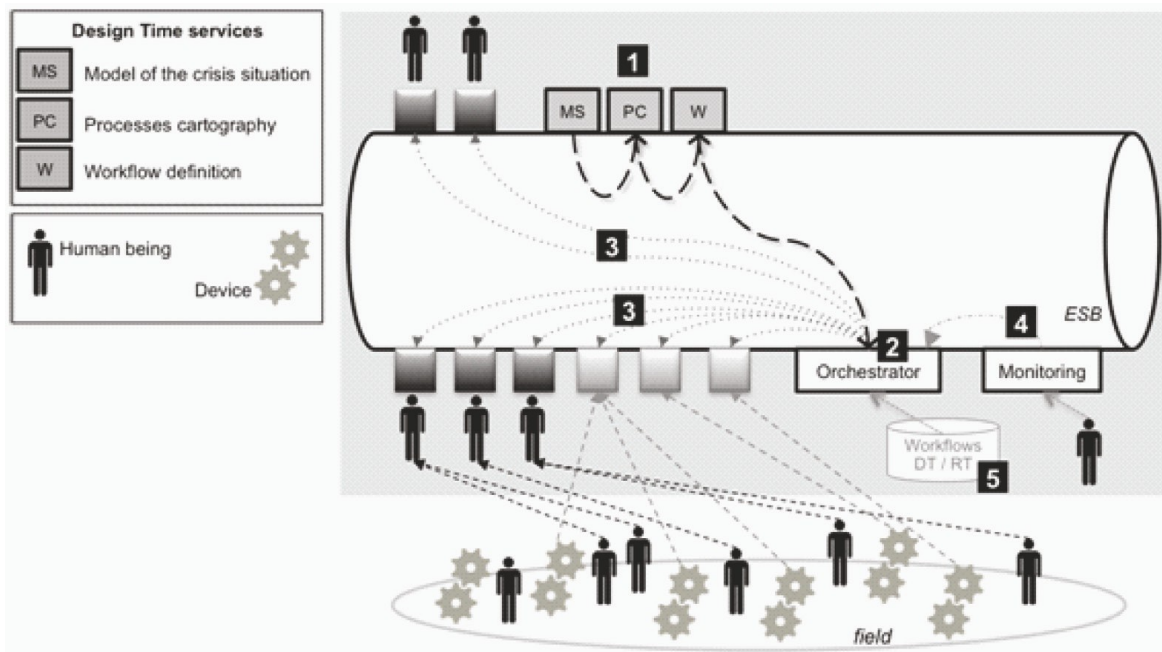 Design Time services
MS Model of the crisis situation
PC Processes cartography
W Workflow definition
Human being
Device
1
MS PC W
3
3
4
ESB
2
Orchestrator
Monitoring
Workflows
DT / RT
5
field